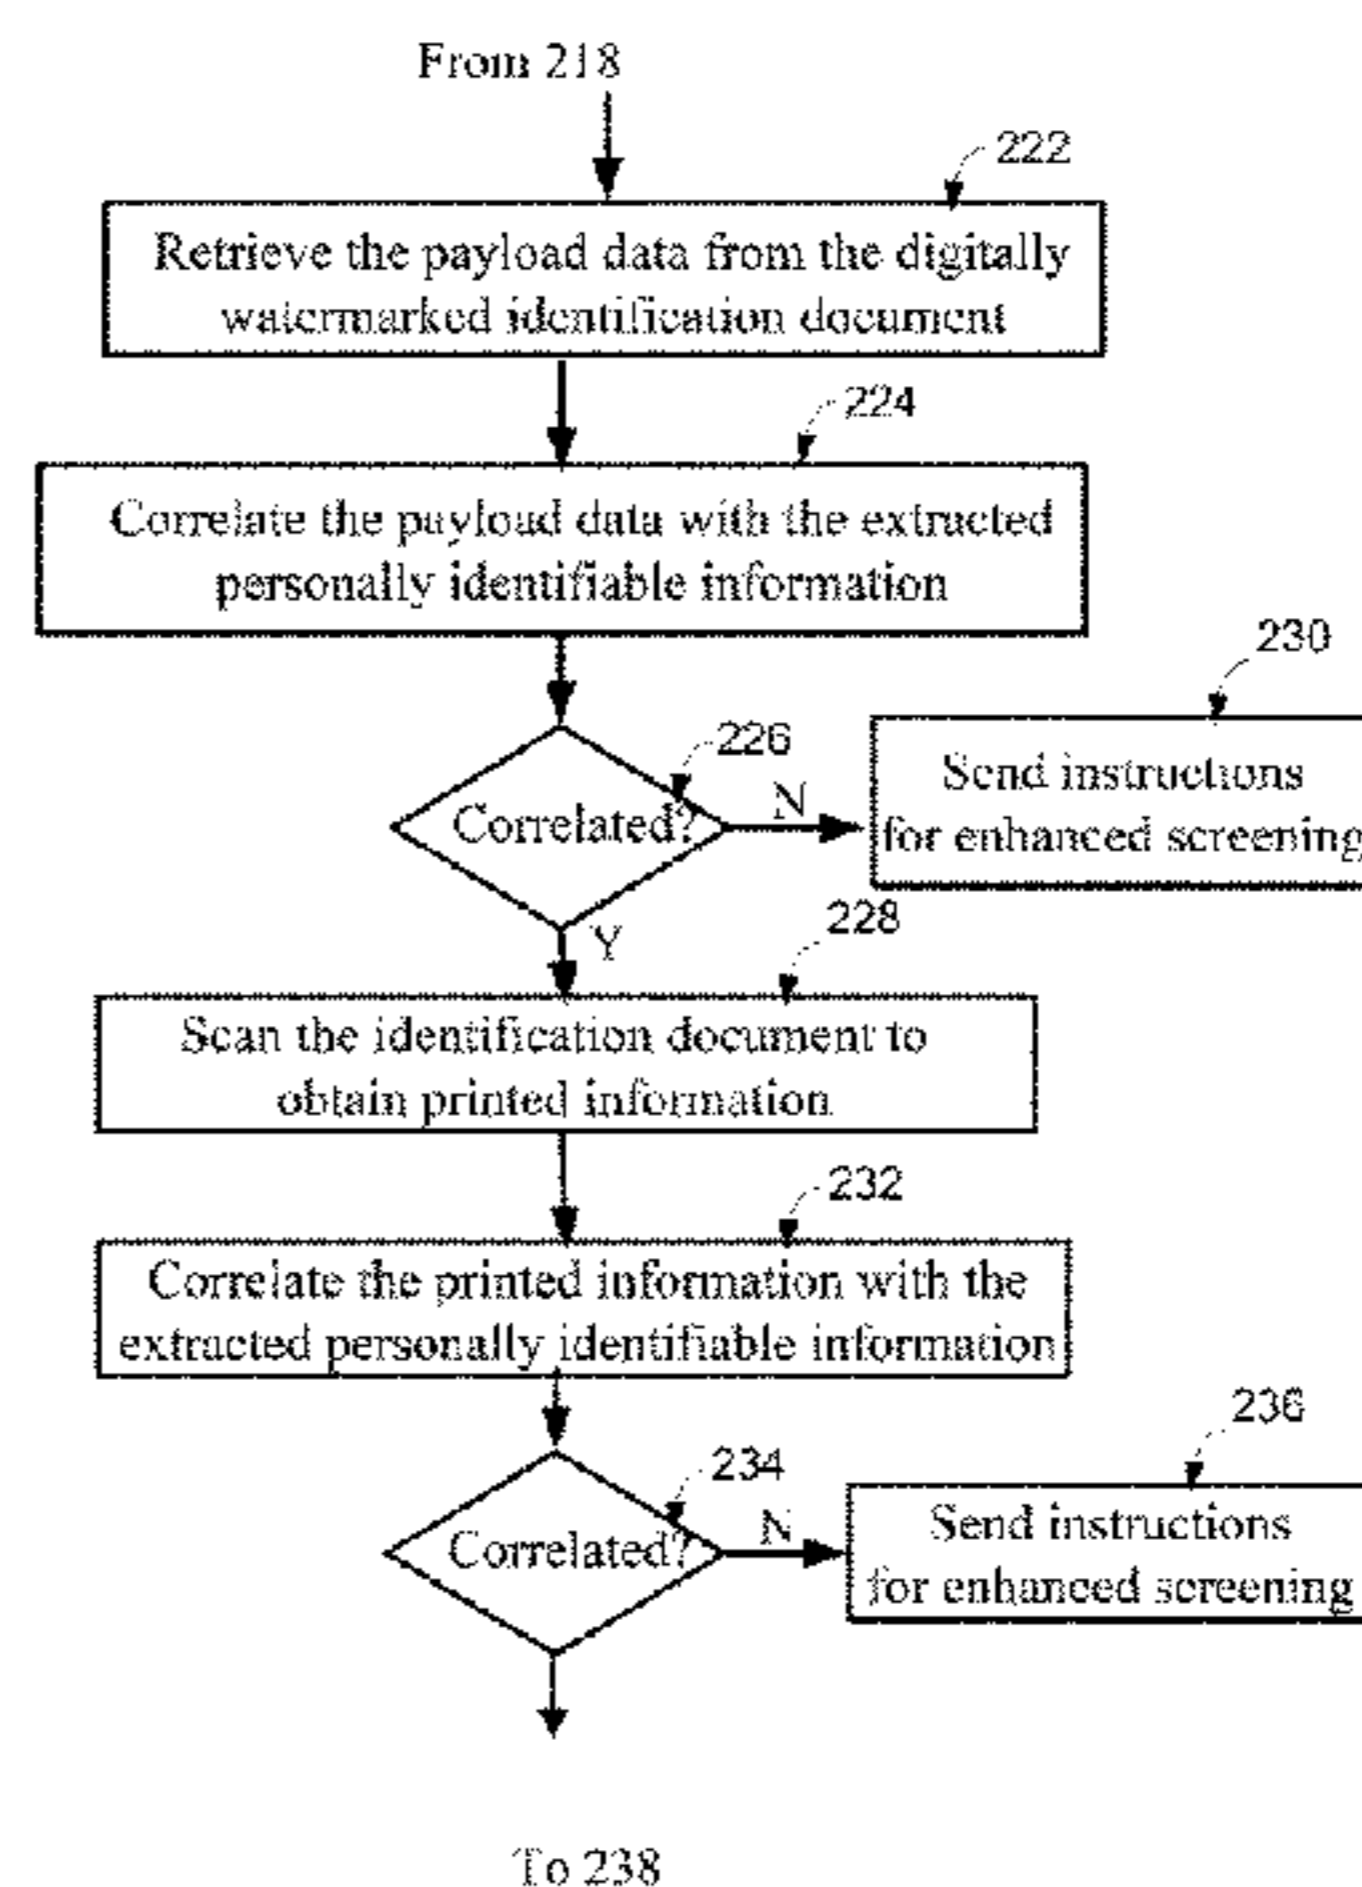 From 218
222
Retrieve the payload data from the digitally
watermarked identification document
224
Correlate the payload data with the extracted
personally identifiable information
230
226
Correlated?
N
Send instructions
for enhanced screening
Y
228
Scan the identification document to
obtain printed information
232
Correlate the printed information with the
extracted personally identifiable information
236
234
Correlated?
N
Send instructions
for enhanced screening
To 238